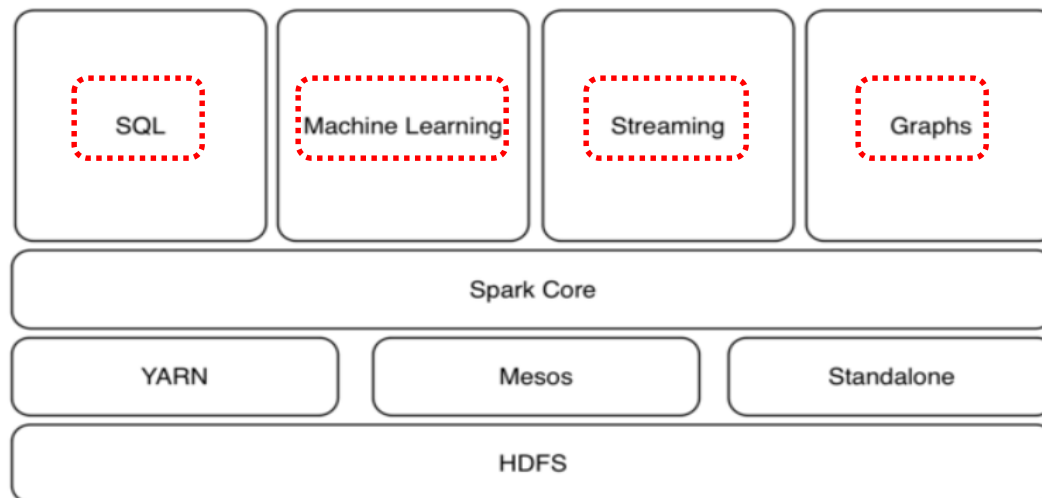 SQL
Machine Learning
Streaming
Graphs
Spark Core
YARN
Mesos
Standalone
HDFS